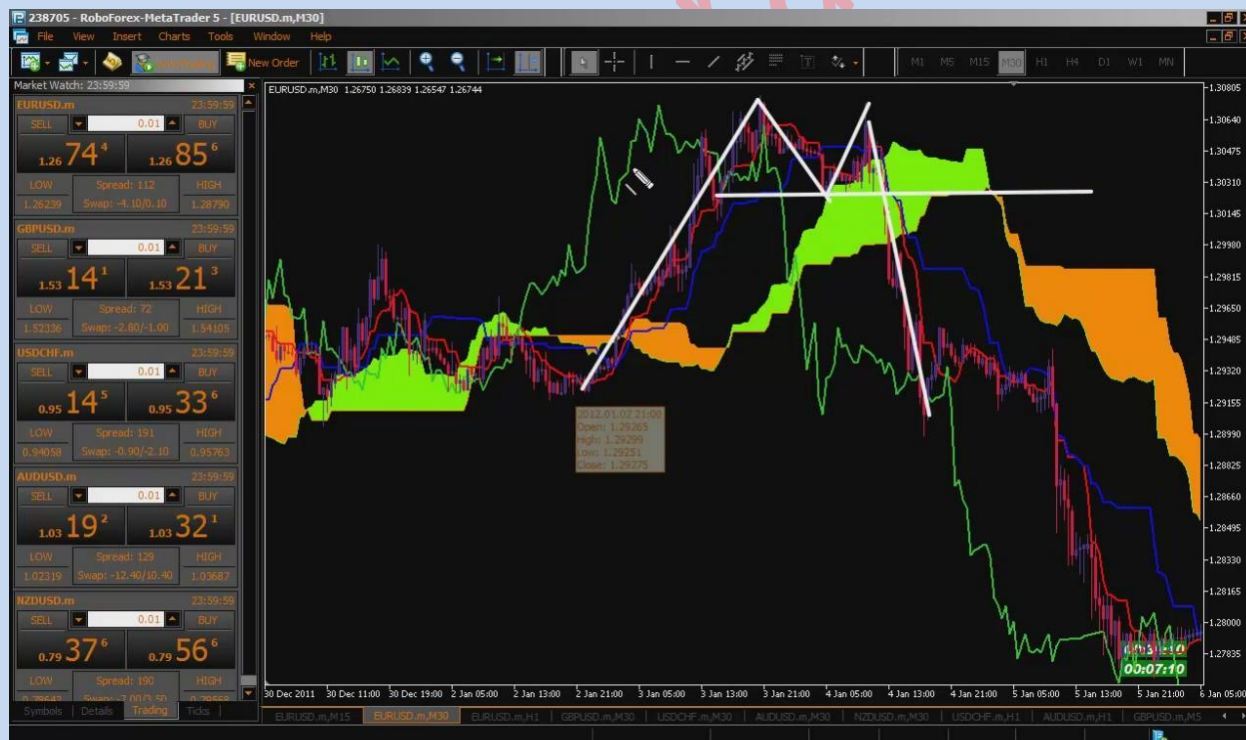 238705 - RoboForex-MetaTrader 5 - [EURUSD.m,M30]
File View Insert Charts Tools Window Help
New Order M1 M5 M15 M30 H1 H4 D1 W1 MN
Market Watch: 23:59:59
EURUSD.m 23:59:59
SELL 0.01 BUY
1.26 74 4 1.26 85 6
LOW Spread: 112 HIGH
1.26239 Swap: -4.10/0.10 1.28790
GBPUSD.m 23:59:59
SELL 0.01 BUY
1.53 14 1 1.53 21 3
LOW Spread: 72 HIGH
1.52336 Swap: -2.80/-1.00 1.54105
USDCHF.m 23:59:59
SELL 0.01 BUY
0.95 14 5 0.95 33 6
LOW Spread: 191 HIGH
0.94058 Swap: -0.90/-2.10 0.95763
AUDUSD.m 23:59:59
SELL 0.01 BUY
1.03 19 2 1.03 32 1
LOW Spread: 129 HIGH
1.02319 Swap: -12.40/10.40 1.03687
NZDUSD.m 23:59:59
SELL 0.01 BUY
0.79 37 6 0.79 56 6
LOW Spread: 190 HIGH
Symbols Details Trading Ticks
EURUSD.m,M30 1.26750 1.26839 1.26547 1.26744
2012.01.02 21:00
Open: 1.29265
High: 1.29299
Low: 1.29251
Close: 1.29275
1.30805
1.30640
1.30475
1.30310
1.30145
1.29980
1.29815
1.29650
1.29485
1.29320
1.29155
1.28990
1.28825
1.28660
1.28495
1.28330
1.28165
1.28000
1.27835
00:07:10
30 Dec 2011 30 Dec 11:00 30 Dec 19:00 2 Jan 05:00 2 Jan 13:00 2 Jan 21:00 3 Jan 05:00 3 Jan 13:00 3 Jan 21:00 4 Jan 05:00 4 Jan 13:00 4 Jan 21:00 5 Jan 05:00 5 Jan 13:00 5 Jan 21:00 6 Jan 05:00
EURUSD.m,M15 EURUSD.m,M30 EURUSD.m,H1 GBPUSD.m,M30 USDCHF.m,M30 AUDUSD.m,M30 NZDUSD.m,M30 USDCHF.m,H1 AUDUSD.m,H1 GBPUSD.m,M5